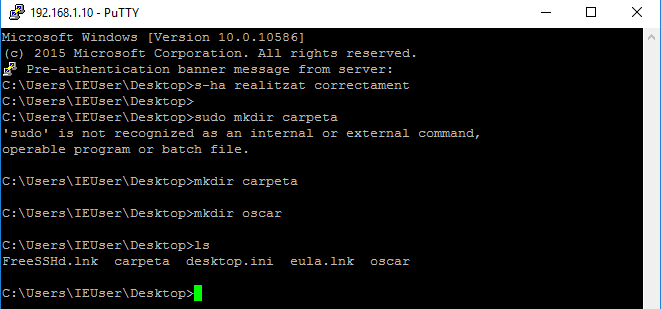 192.168.1.10 - PuTTY
Microsoft Windows [Version 10.0.10586]
(c) 2015 Microsoft Corporation. All rights reserved.
Pre-authentication banner message from server:
C:\Users\IEUser\Desktop>s-ha realitzat correctament
C:\Users\IEUser\Desktop>
C:\Users\IEUser\Desktop>sudo mkdir carpeta
'sudo' is not recognized as an internal or external command,
operable program or batch file.
C:\Users\IEUser\Desktop>mkdir carpeta
C:\Users\IEUser\Desktop>mkdir oscar
C:\Users\IEUser\Desktop>ls
FreeSSHd.lnk  carpeta  desktop.ini  eula.lnk  oscar
C:\Users\IEUser\Desktop>